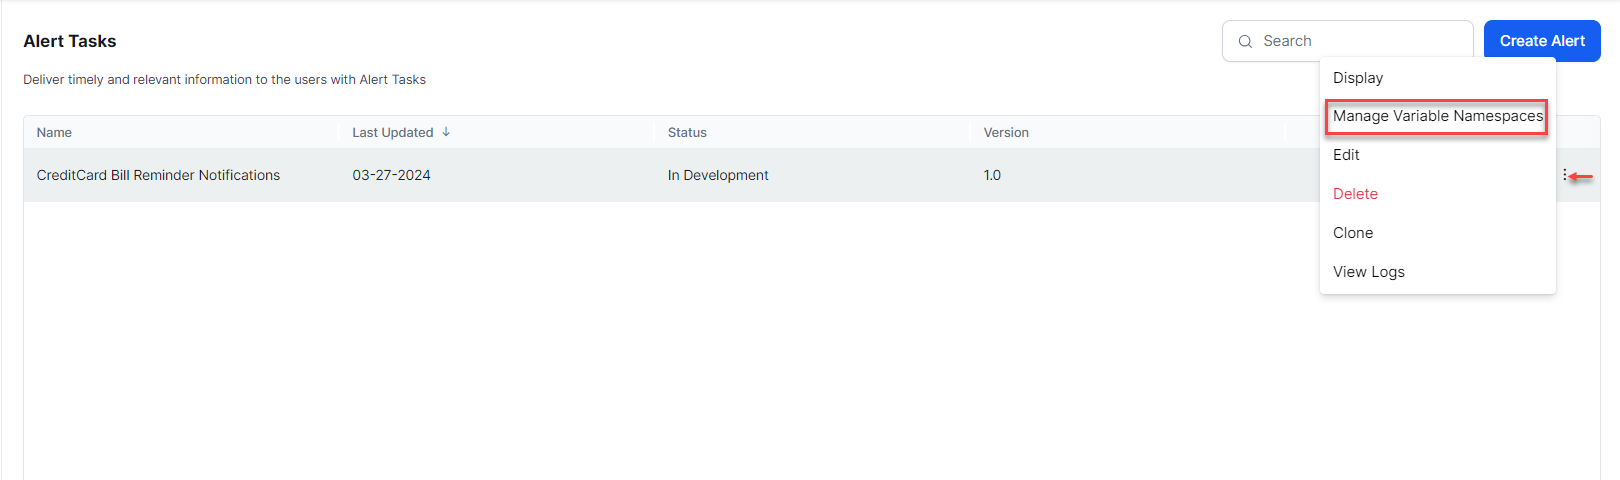 Alert Tasks
Search
Create Alert
Deliver timely and relevant information to the users with Alert Tasks
Name
Last Updated
Status
Version
CreditCard Bill Reminder Notifications
03-27-2024
In Development
1.0
Display
Manage Variable Namespaces
Edit
Delete
Clone
View Logs